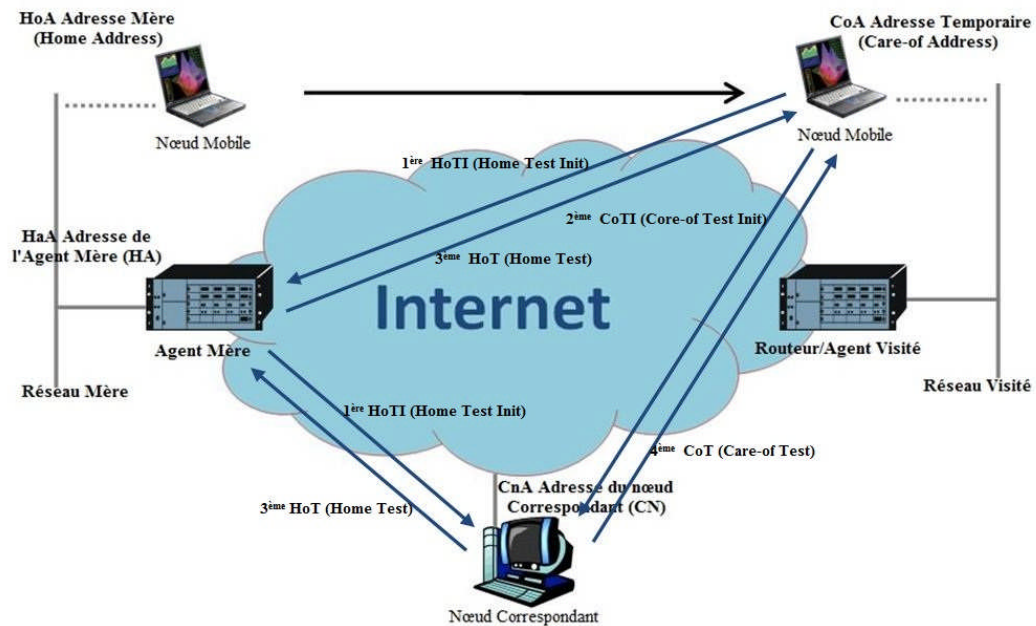 HoA Adresse Mère
(Home Address)
CoA Adresse Temporaire
(Care-of Address)
Nœud Mobile
Nœud Mobile
1ère HoTI (Home Test Init)
2ème CoTI (Core-of Test Init)
HaA Adresse de
l'Agent Mère (HA)
3ème HoT (Home Test)
Internet
Agent Mère
Routeur/Agent Visité
Réseau Mère
Réseau Visité
1ère HoTI (Home Test Init)
4ème CoT (Care-of Test)
CnA Adresse du nœud
Correspondant (CN)
3ème HoT (Home Test)
Nœud Correspondant